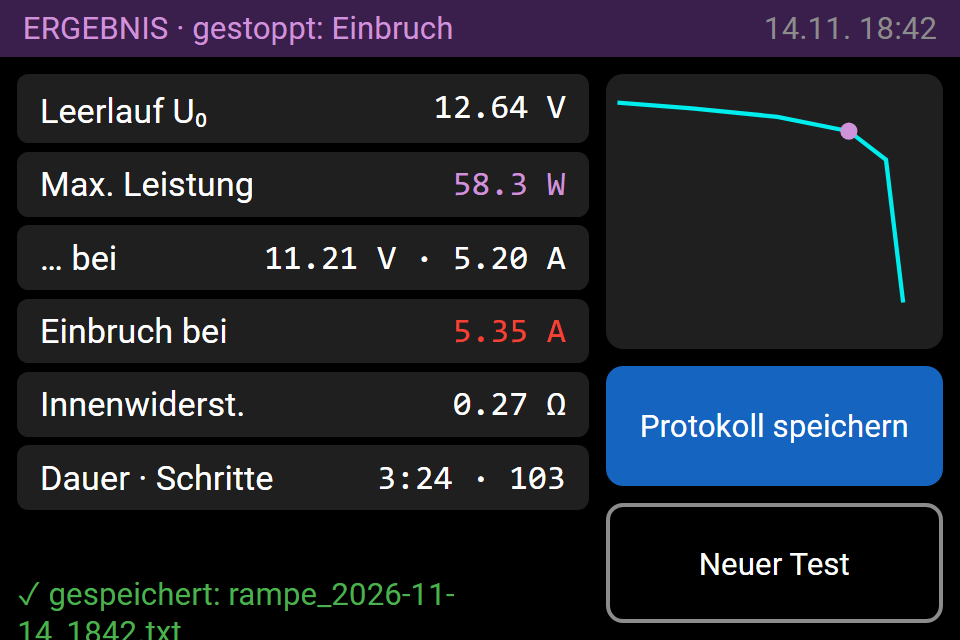 ERGEBNIS · gestoppt: Einbruch 14.11. 18:42
Leerlauf U₀ 12.64 V
Max. Leistung 58.3 W
… bei 11.21 V · 5.20 A
Einbruch bei 5.35 A
Innenwiderst. 0.27 Ω
Dauer · Schritte 3:24 · 103
✓ gespeichert: rampe_2026-11-
14_1842.txt
Protokoll speichern
Neuer Test